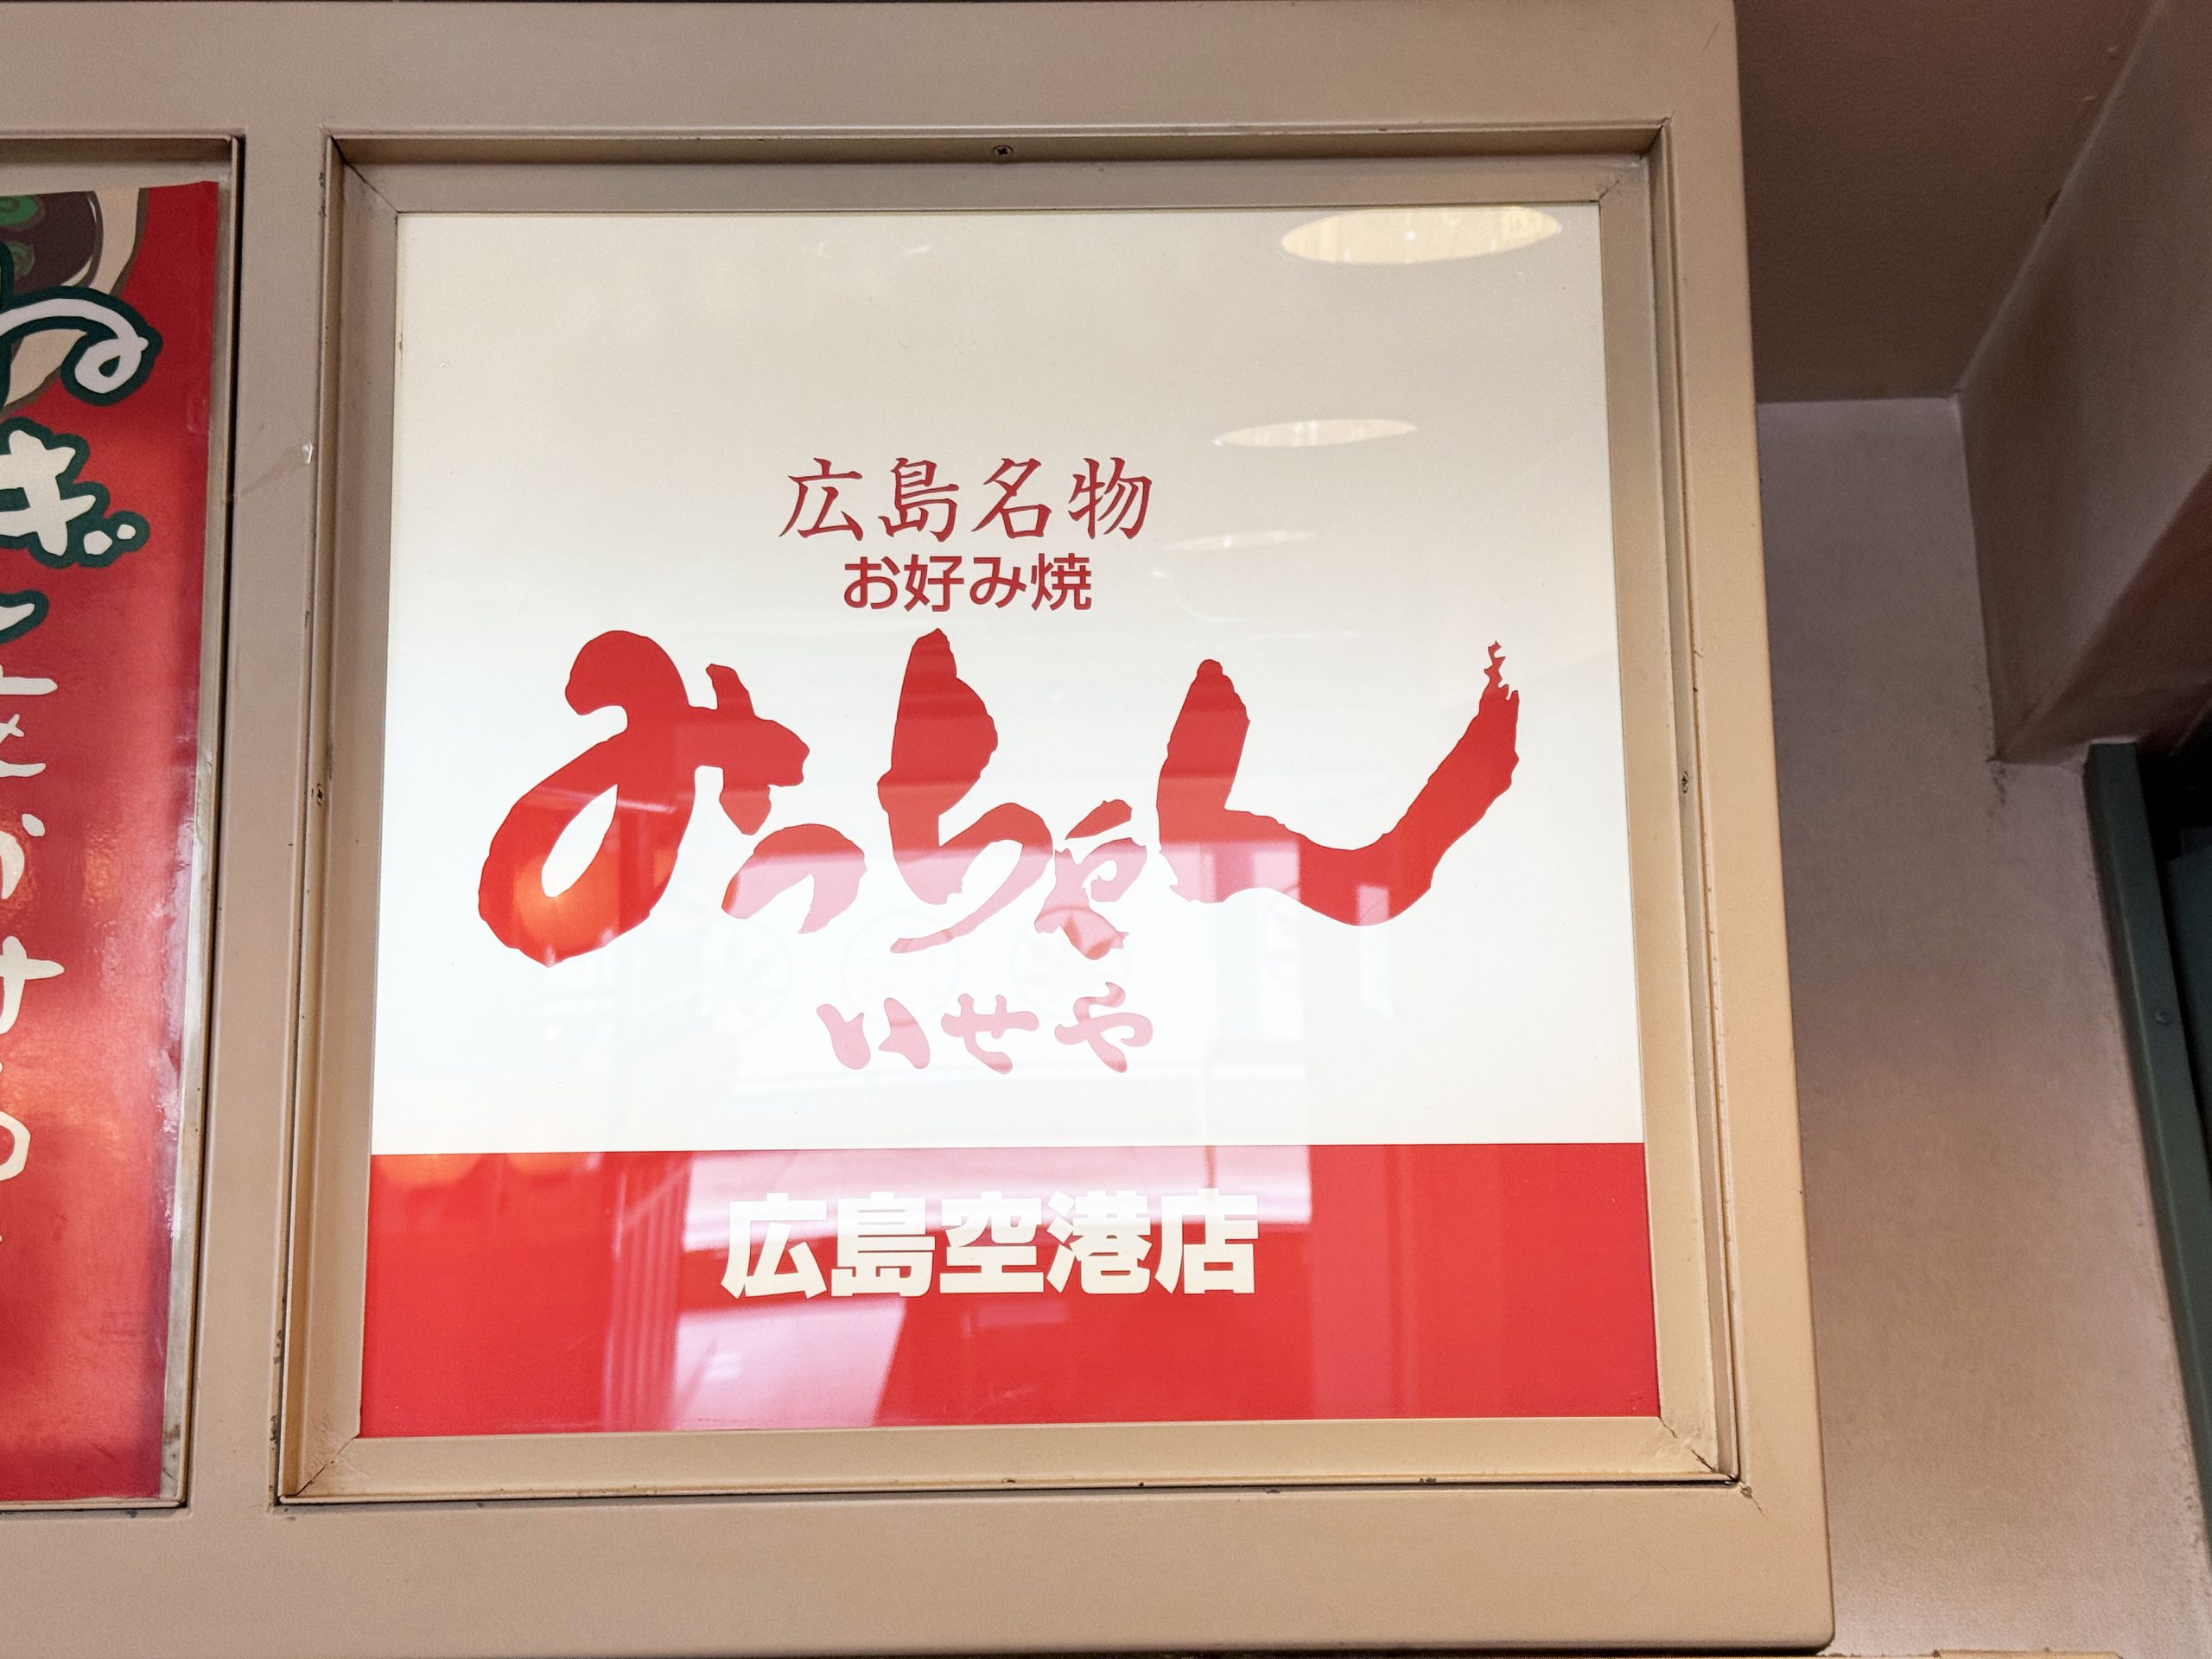 広島名物
お好み焼
みっちゃん
いせや
広島空港店